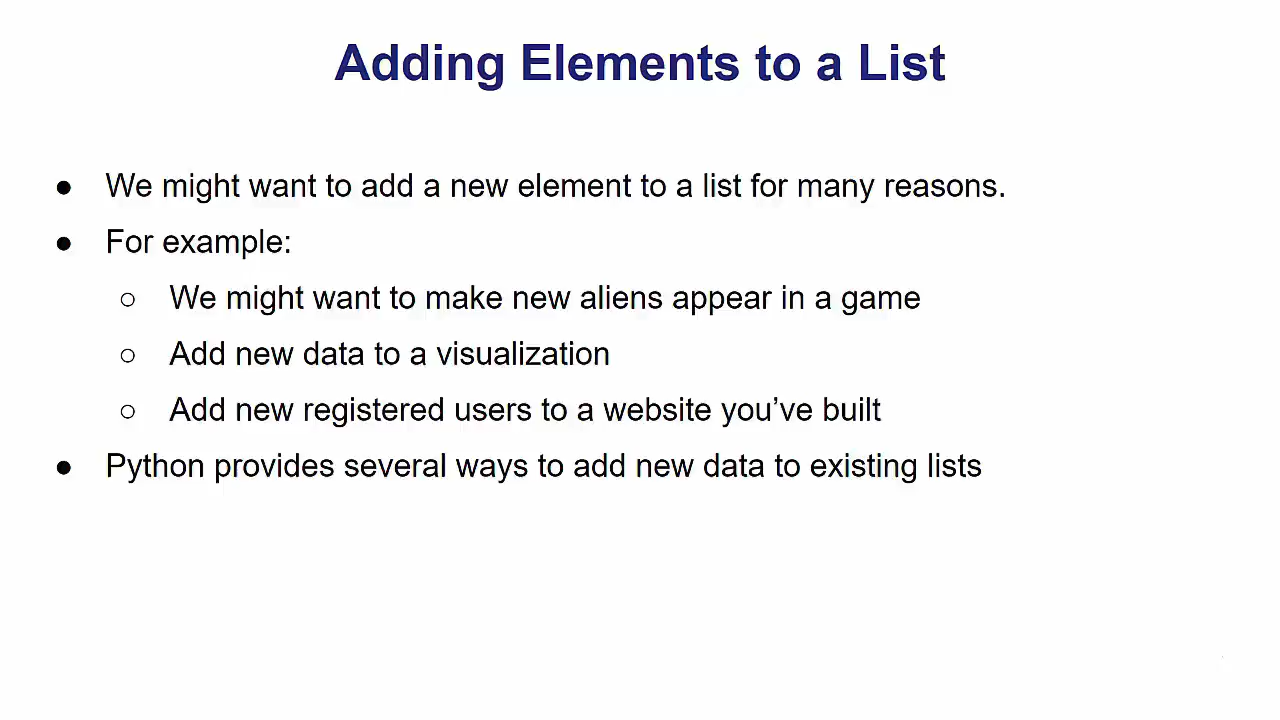 Adding Elements to a List
● We might want to add a new element to a list for many reasons.
● For example:
○ We might want to make new aliens appear in a game
○ Add new data to a visualization
○ Add new registered users to a website you’ve built
● Python provides several ways to add new data to existing lists